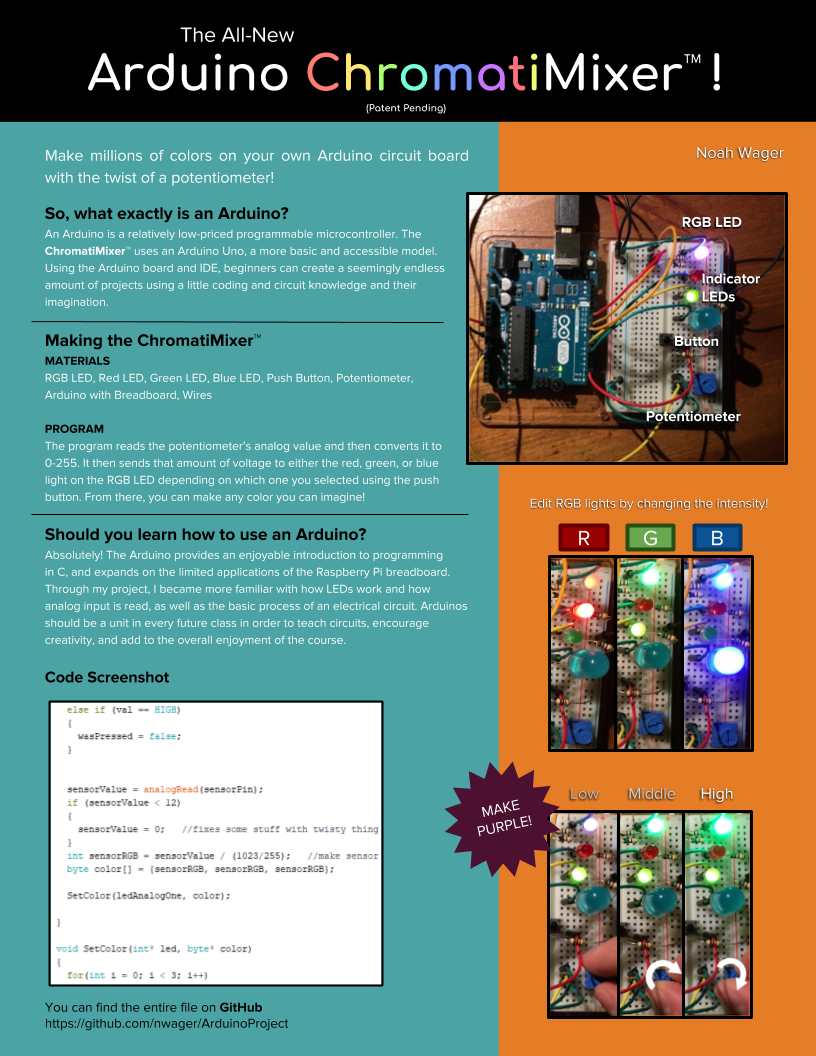 The All-New
Arduino ChromatiMixer™ !
(Patent Pending)
Make millions of colors on your own Arduino circuit board
with the twist of a potentiometer!
So, what exactly is an Arduino?
An Arduino is a relatively low-priced programmable microcontroller. The
ChromatiMixer™ uses an Arduino Uno, a more basic and accessible model.
Using the Arduino board and IDE, beginners can create a seemingly endless
amount of projects using a little coding and circuit knowledge and their
imagination.
Making the ChromatiMixer™
MATERIALS
RGB LED, Red LED, Green LED, Blue LED, Push Button, Potentiometer,
Arduino with Breadboard, Wires
PROGRAM
The program reads the potentiometer's analog value and then converts it to
0-255. It then sends that amount of voltage to either the red, green, or blue
light on the RGB LED depending on which one you selected using the push
button. From there, you can make any color you can imagine!
Should you learn how to use an Arduino?
Absolutely! The Arduino provides an enjoyable introduction to programming
in C, and expands on the limited applications of the Raspberry Pi breadboard.
Through my project, I became more familiar with how LEDs work and how
analog input is read, as well as the basic process of an electrical circuit. Arduinos
should be a unit in every future class in order to teach circuits, encourage
creativity, and add to the overall enjoyment of the course.
Code Screenshot
else if (val == HIGH)
{
wasPressed = false;
}
sensorValue = analogRead(sensorPin);
if (sensorValue < 12)
{
sensorValue = 0; //fixes some stuff with twisty thing
}
int sensorRGB = sensorValue / (1023/255); //make sensor
byte color[] = {sensorRGB, sensorRGB, sensorRGB};
SetColor(ledAnalogOne, color);
}
void SetColor(int* led, byte* color)
{
for(int i = 0; i < 3; i++)
You can find the entire file on GitHub
https://github.com/nwager/ArduinoProject
Noah Wager
RGB LED
Indicator
LEDs
Button
Potentiometer
ARDUINO
UNO
Edit RGB lights by changing the intensity!
R G B
MAKE
PURPLE!
Low Middle High